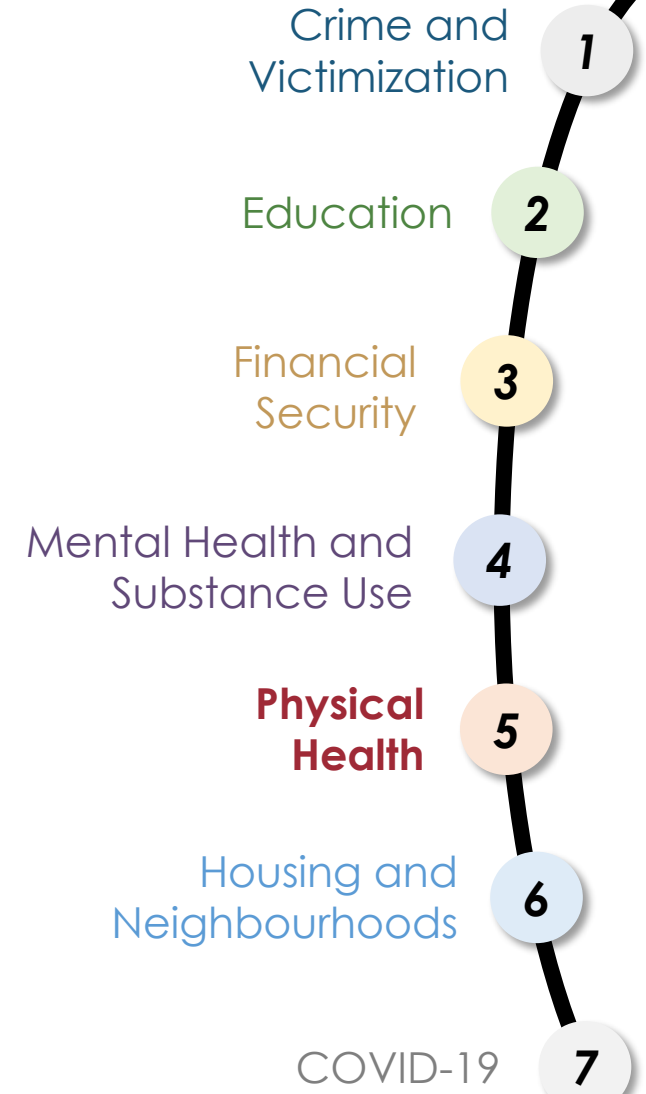 Crime and
Victimization
1
Education
2
Financial
Security
3
Mental Health and
Substance Use
4
Physical
Health
5
Housing and
Neighbourhoods
6
COVID-19
7